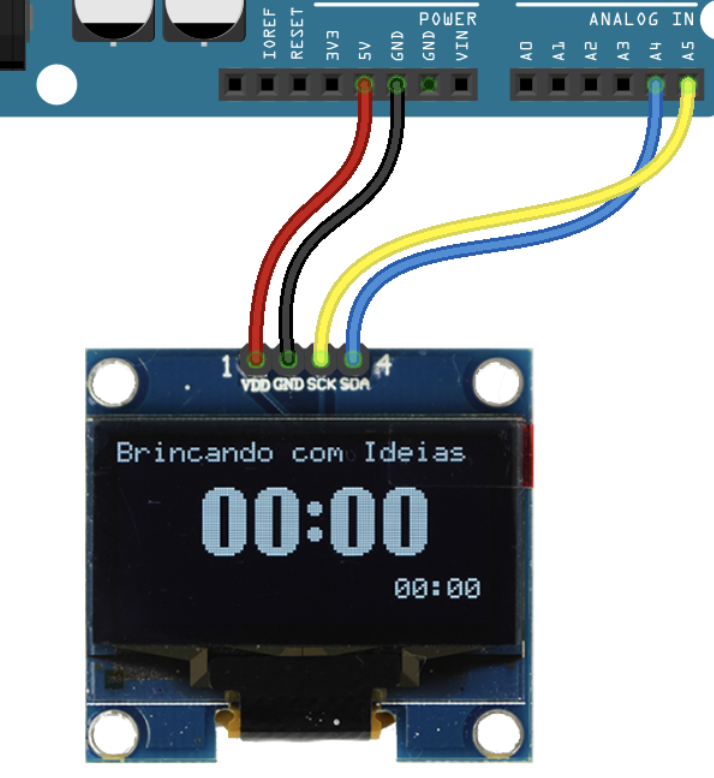 POWER
ANALOG IN
IOREF
RESET
3V3
5V
GND
GND
VIN
A0
A1
A2
A3
A4
A5
1
4
VDD GND SCK SDA
Brincando com Ideias
00:00
00:00